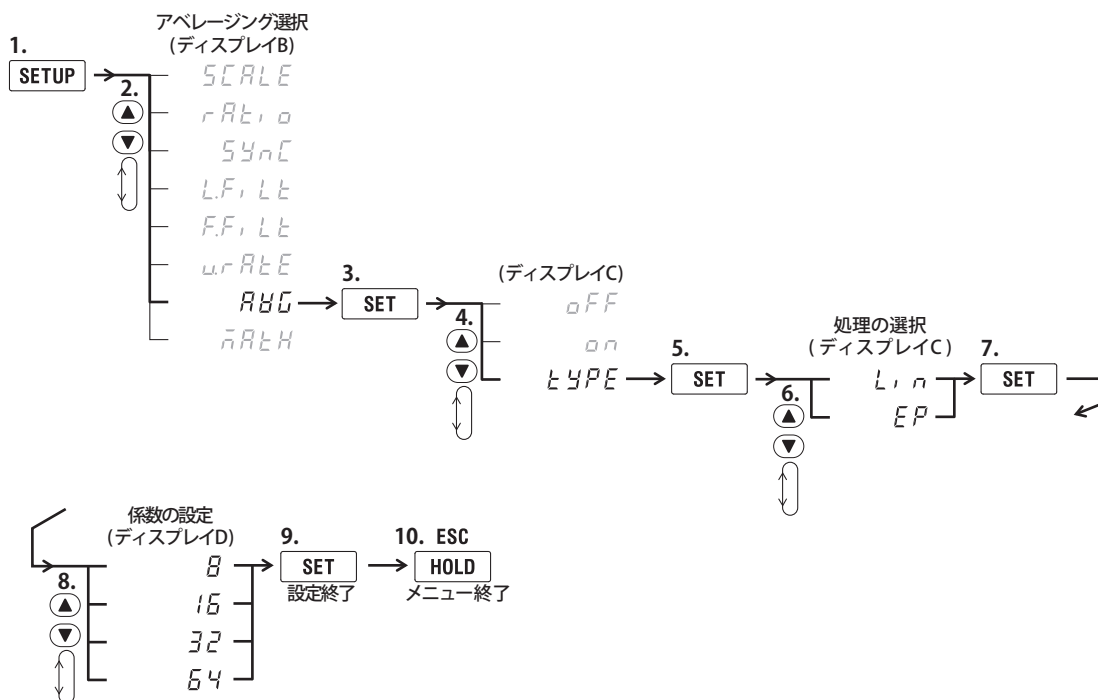 アベレージング選択
(ディスプレイB)
1.
SETUP
2.
SCALE
rAtio
SYnC
L.FiLt
F.FiLt
u.rAtE
AVG
MAtH
3.
SET
(ディスプレイC)
4.
oFF
on
tYPE
5.
SET
処理の選択
(ディスプレイC)
6.
Lin
EP
7.
SET
係数の設定
(ディスプレイD)
8.
8
16
32
64
9.
SET
設定終了
10. ESC
HOLD
メニュー終了